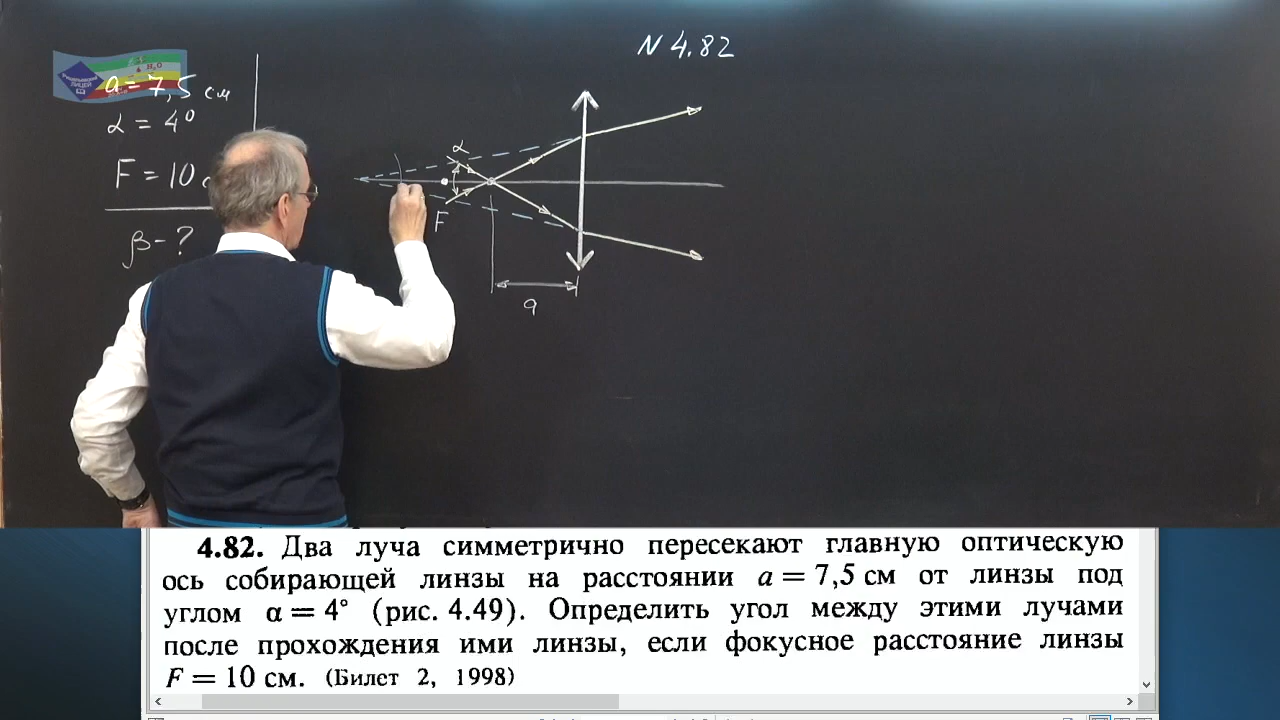 N 4.82
a = 7,5 см
α = 4°
F = 10 с
β - ?
α
F
a
4.82. Два луча симметрично пересекают главную оптическую
ось собирающей линзы на расстоянии a = 7,5 см от линзы под
углом α = 4° (рис. 4.49). Определить угол между этими лучами
после прохождения ими линзы, если фокусное расстояние линзы
F = 10 см. (Билет 2, 1998)